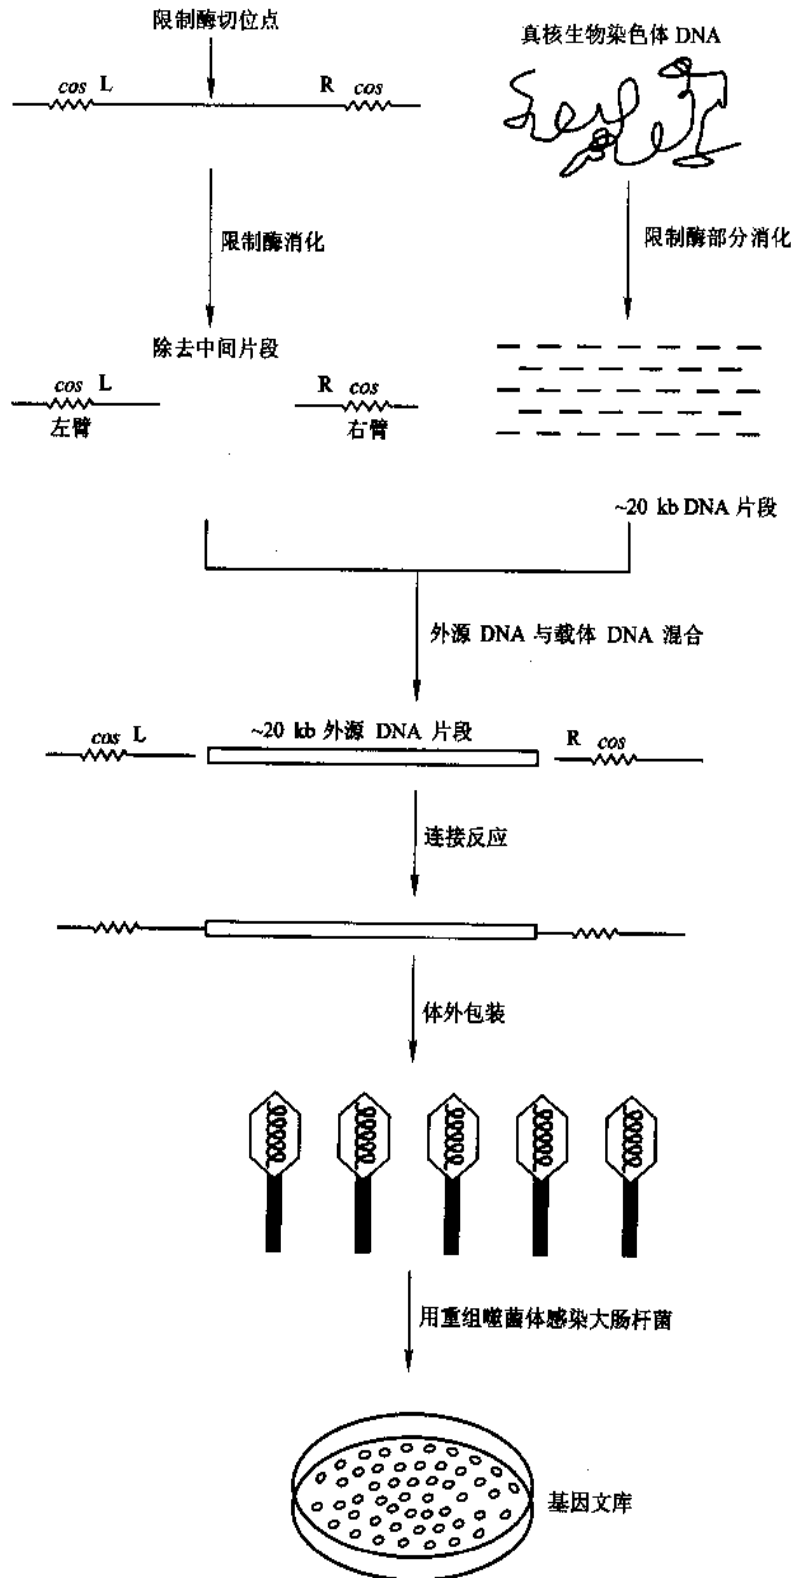 限制酶切位点
真核生物染色体 DNA
cos L
R cos
限制酶消化
限制酶部分消化
除去中间片段
cos L
R cos
左臂
右臂
~20 kb DNA 片段
外源 DNA 与载体 DNA 混合
cos L
~20 kb 外源 DNA 片段
R cos
连接反应
体外包装
用重组噬菌体感染大肠杆菌
基因文库